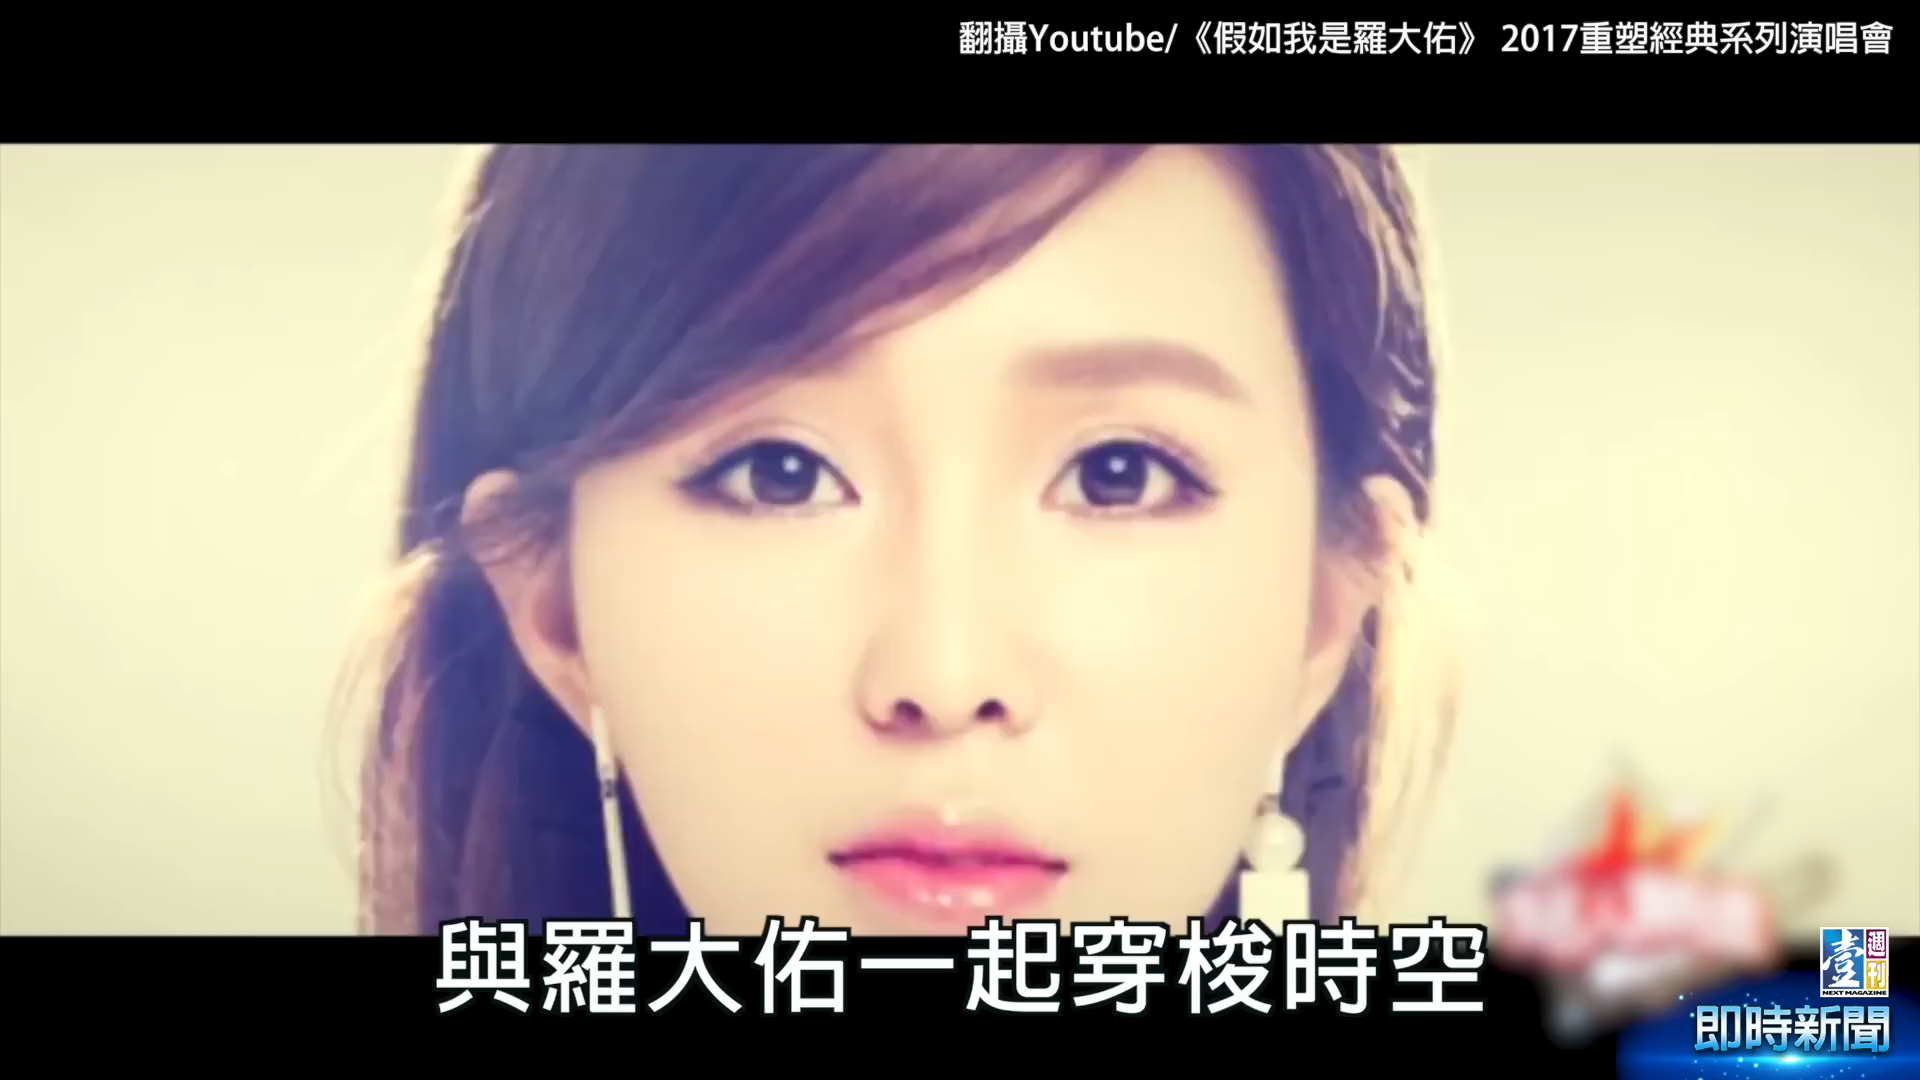 翻攝Youtube/《假如我是羅大佑》 2017重塑經典系列演唱會
與羅大佑一起穿梭時空
壹週刊
NEXT MAGAZINE
即時新聞